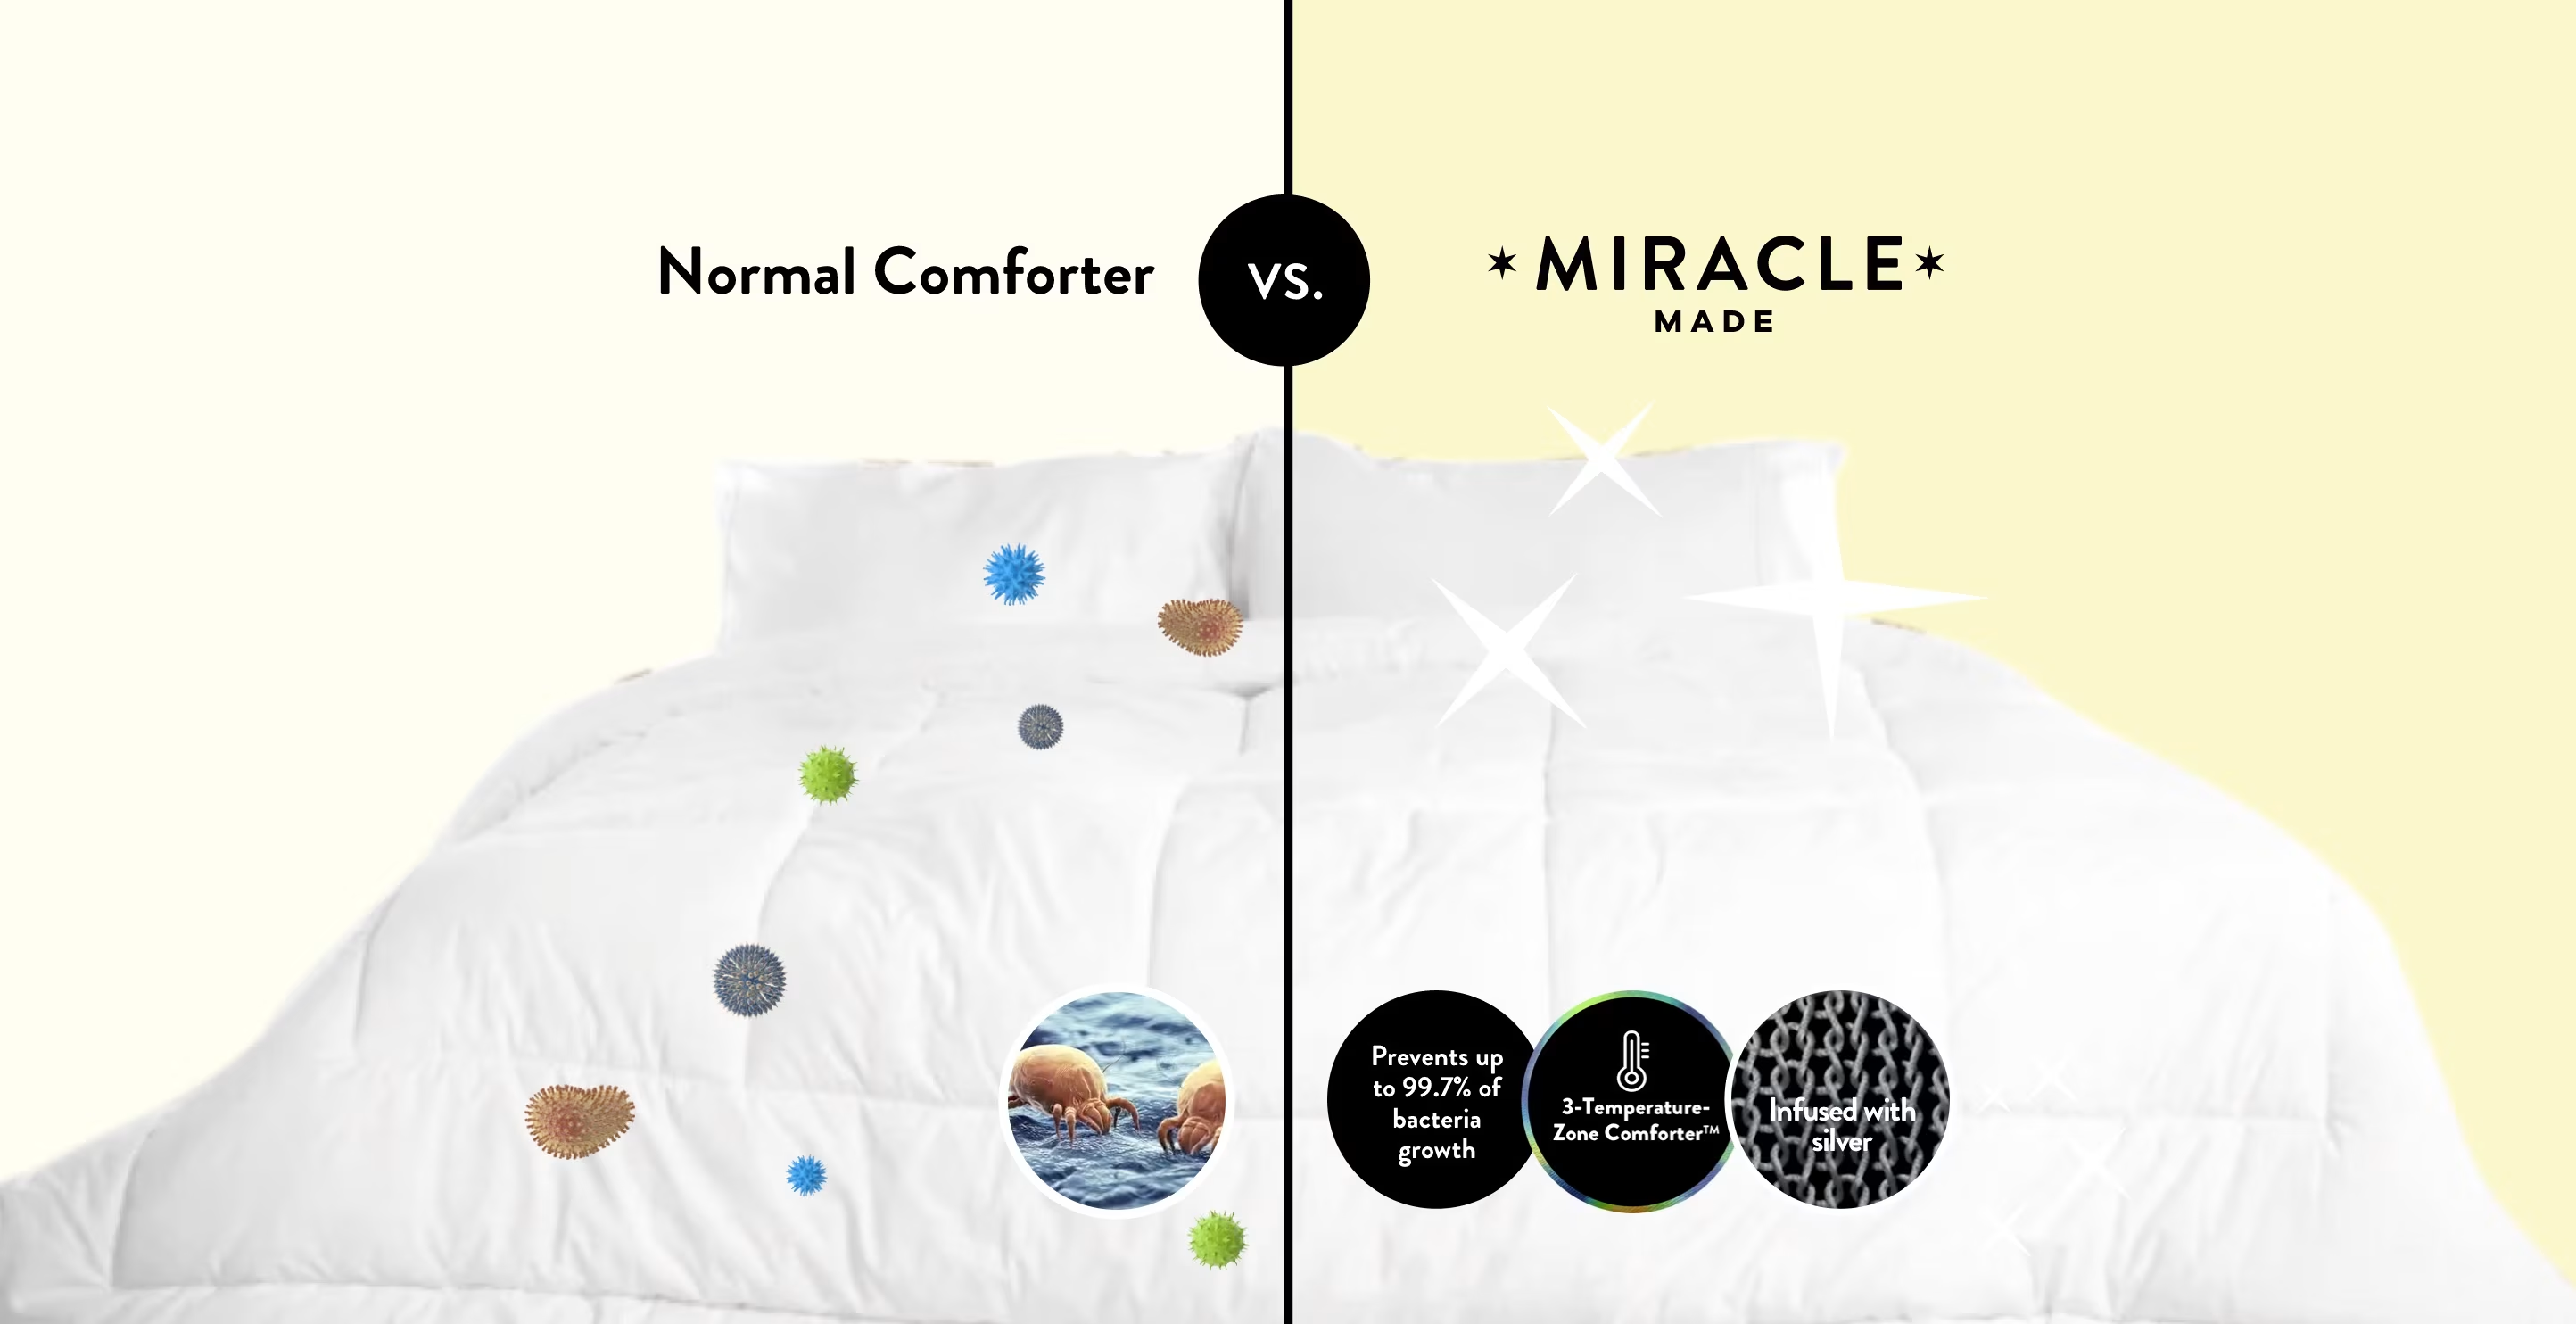 Normal Comforter
VS.
MIRACLE
MADE
Prevents up
to 99.7% of
bacteria
growth
3-Temperature-
Zone Comforter™
Infused with
silver